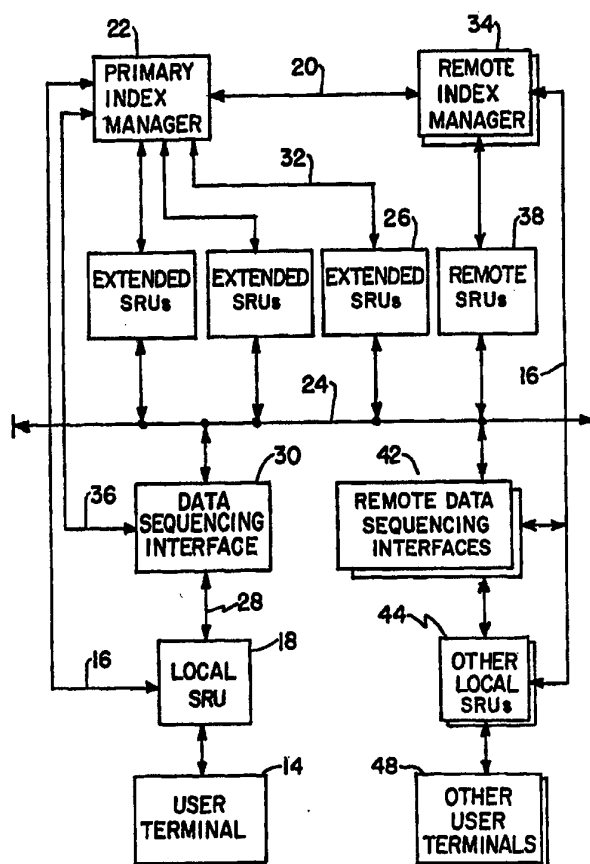 22
34
PRIMARY
INDEX
MANAGER
20
REMOTE
INDEX
MANAGER
32
26
38
EXTENDED
SRUs
EXTENDED
SRUs
EXTENDED
SRUs
REMOTE
SRUs
16
24
30
42
DATA
SEQUENCING
INTERFACE
REMOTE DATA
SEQUENCING
INTERFACES
36
28
18
44
16
LOCAL
SRU
OTHER
LOCAL
SRUs
14
48
USER
TERMINAL
OTHER
USER
TERMINALS